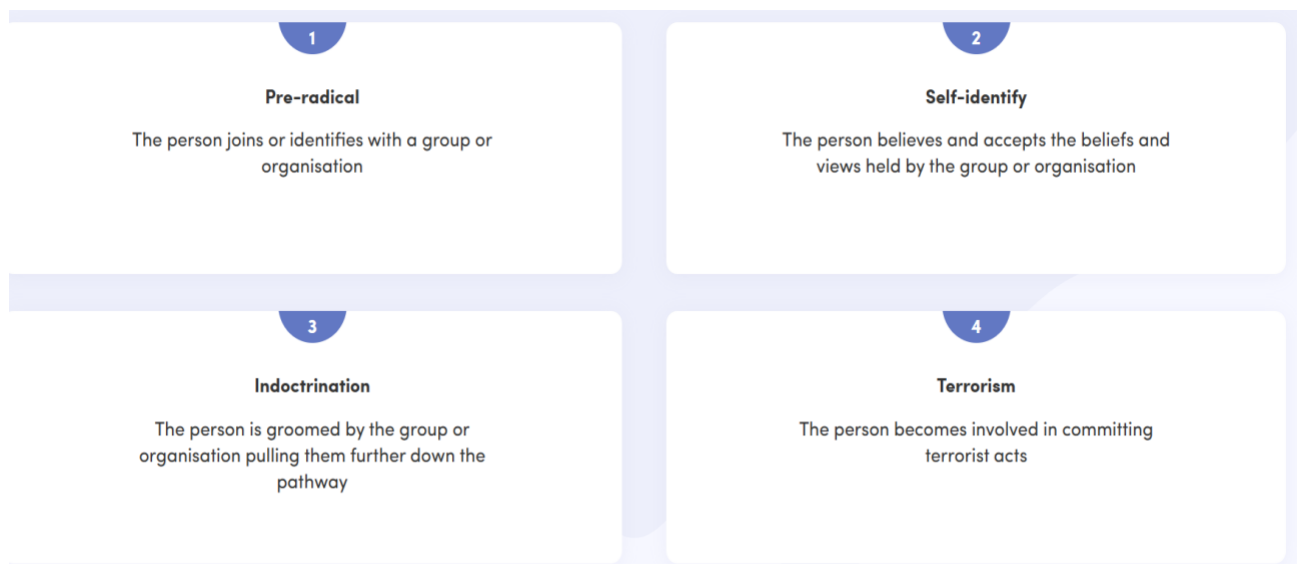 1
Pre-radical
The person joins or identifies with a group or
organisation
2
Self-identify
The person believes and accepts the beliefs and
views held by the group or organisation
3
Indoctrination
The person is groomed by the group or
organisation pulling them further down the
pathway
4
Terrorism
The person becomes involved in committing
terrorist acts